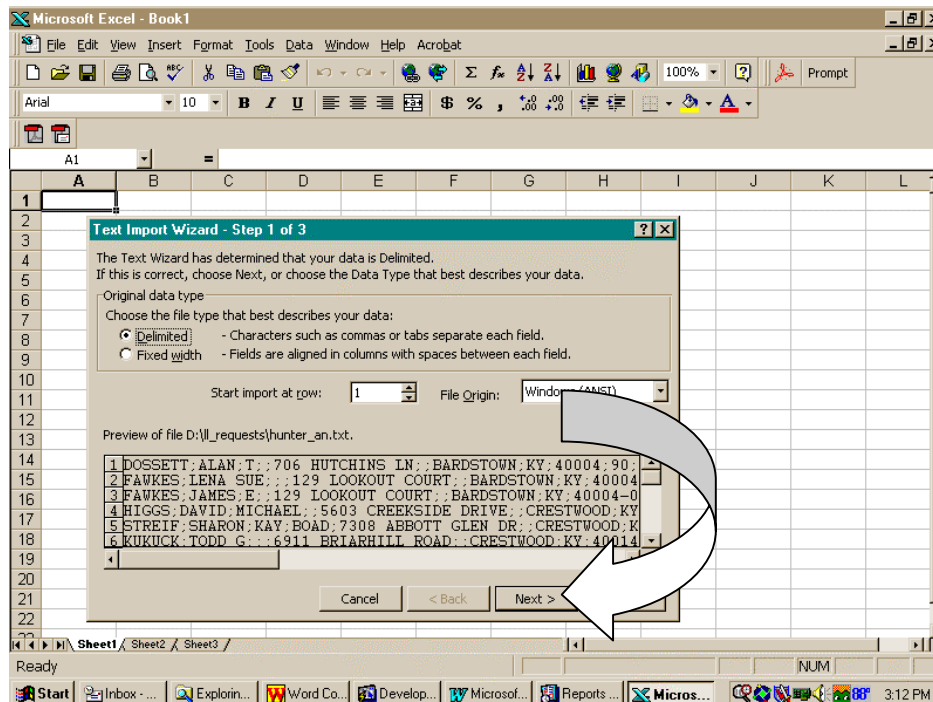 Microsoft Excel - Book1
File Edit View Insert Format Tools Data Window Help Acrobat
ABC Σ fx 100% Prompt
Arial 10 B I U $ % ,
A1 =
A B C D E F G H I J K L
1
2
3
4
5
6
7
8
9
10
11
12
13
14
15
16
17
18
19
20
21
22
Text Import Wizard - Step 1 of 3
The Text Wizard has determined that your data is Delimited.
If this is correct, choose Next, or choose the Data Type that best describes your data.
Original data type
Choose the file type that best describes your data:
Delimited - Characters such as commas or tabs separate each field.
Fixed width - Fields are aligned in columns with spaces between each field.
Start import at row: 1 File Origin: Windows (ANSI)
Preview of file D:\ll_requests\hunter_an.txt.
1 DOSSETT;ALAN;T;;706 HUTCHINS LN;;BARDSTOWN;KY;40004;90;
2 FAWKES;LENA SUE;;;129 LOOKOUT COURT;;BARDSTOWN;KY;40004
3 FAWKES;JAMES;E;;129 LOOKOUT COURT;;BARDSTOWN;KY;40004-0
4 HIGGS;DAVID;MICHAEL;;5603 CREEKSIDE DRIVE;;CRESTWOOD;KY
5 STREIF;SHARON;KAY;BOAD;7308 ABBOTT GLEN DR;;CRESTWOOD;K
6 KUKUCK;TODD G;;;6911 BRIARHILL ROAD;;CRESTWOOD;KY;40014
Cancel < Back Next >
Sheet1 Sheet2 Sheet3
Ready NUM
Start Inbox - ... Explorin... Word Co... Develop... Microsof... Reports ... Micros... 88° 3:12 PM